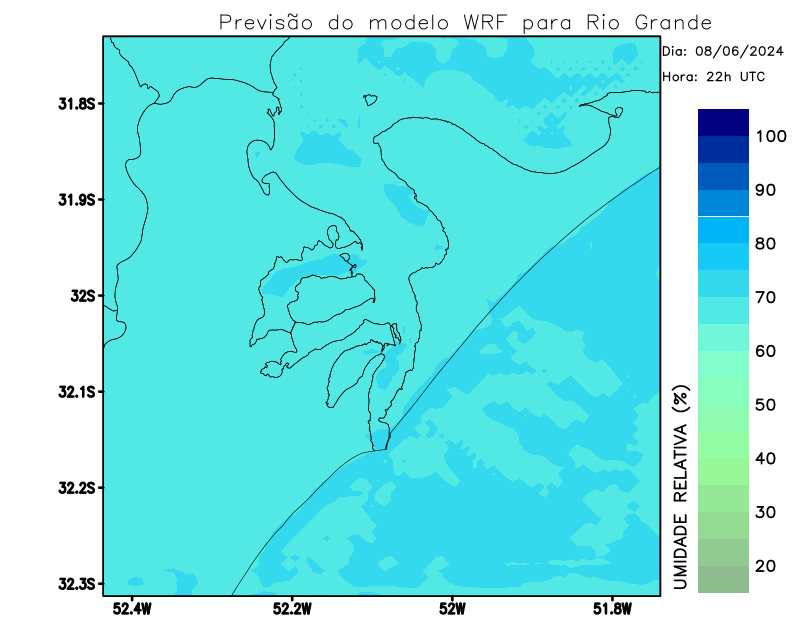 Previsão do modelo WRF para Rio Grande
Dia: 08/06/2024
Hora: 22h UTC
31.8S
31.9S
32S
32.1S
32.2S
32.3S
52.4W
52.2W
52W
51.8W
UMIDADE RELATIVA (%)
100
90
80
70
60
50
40
30
20